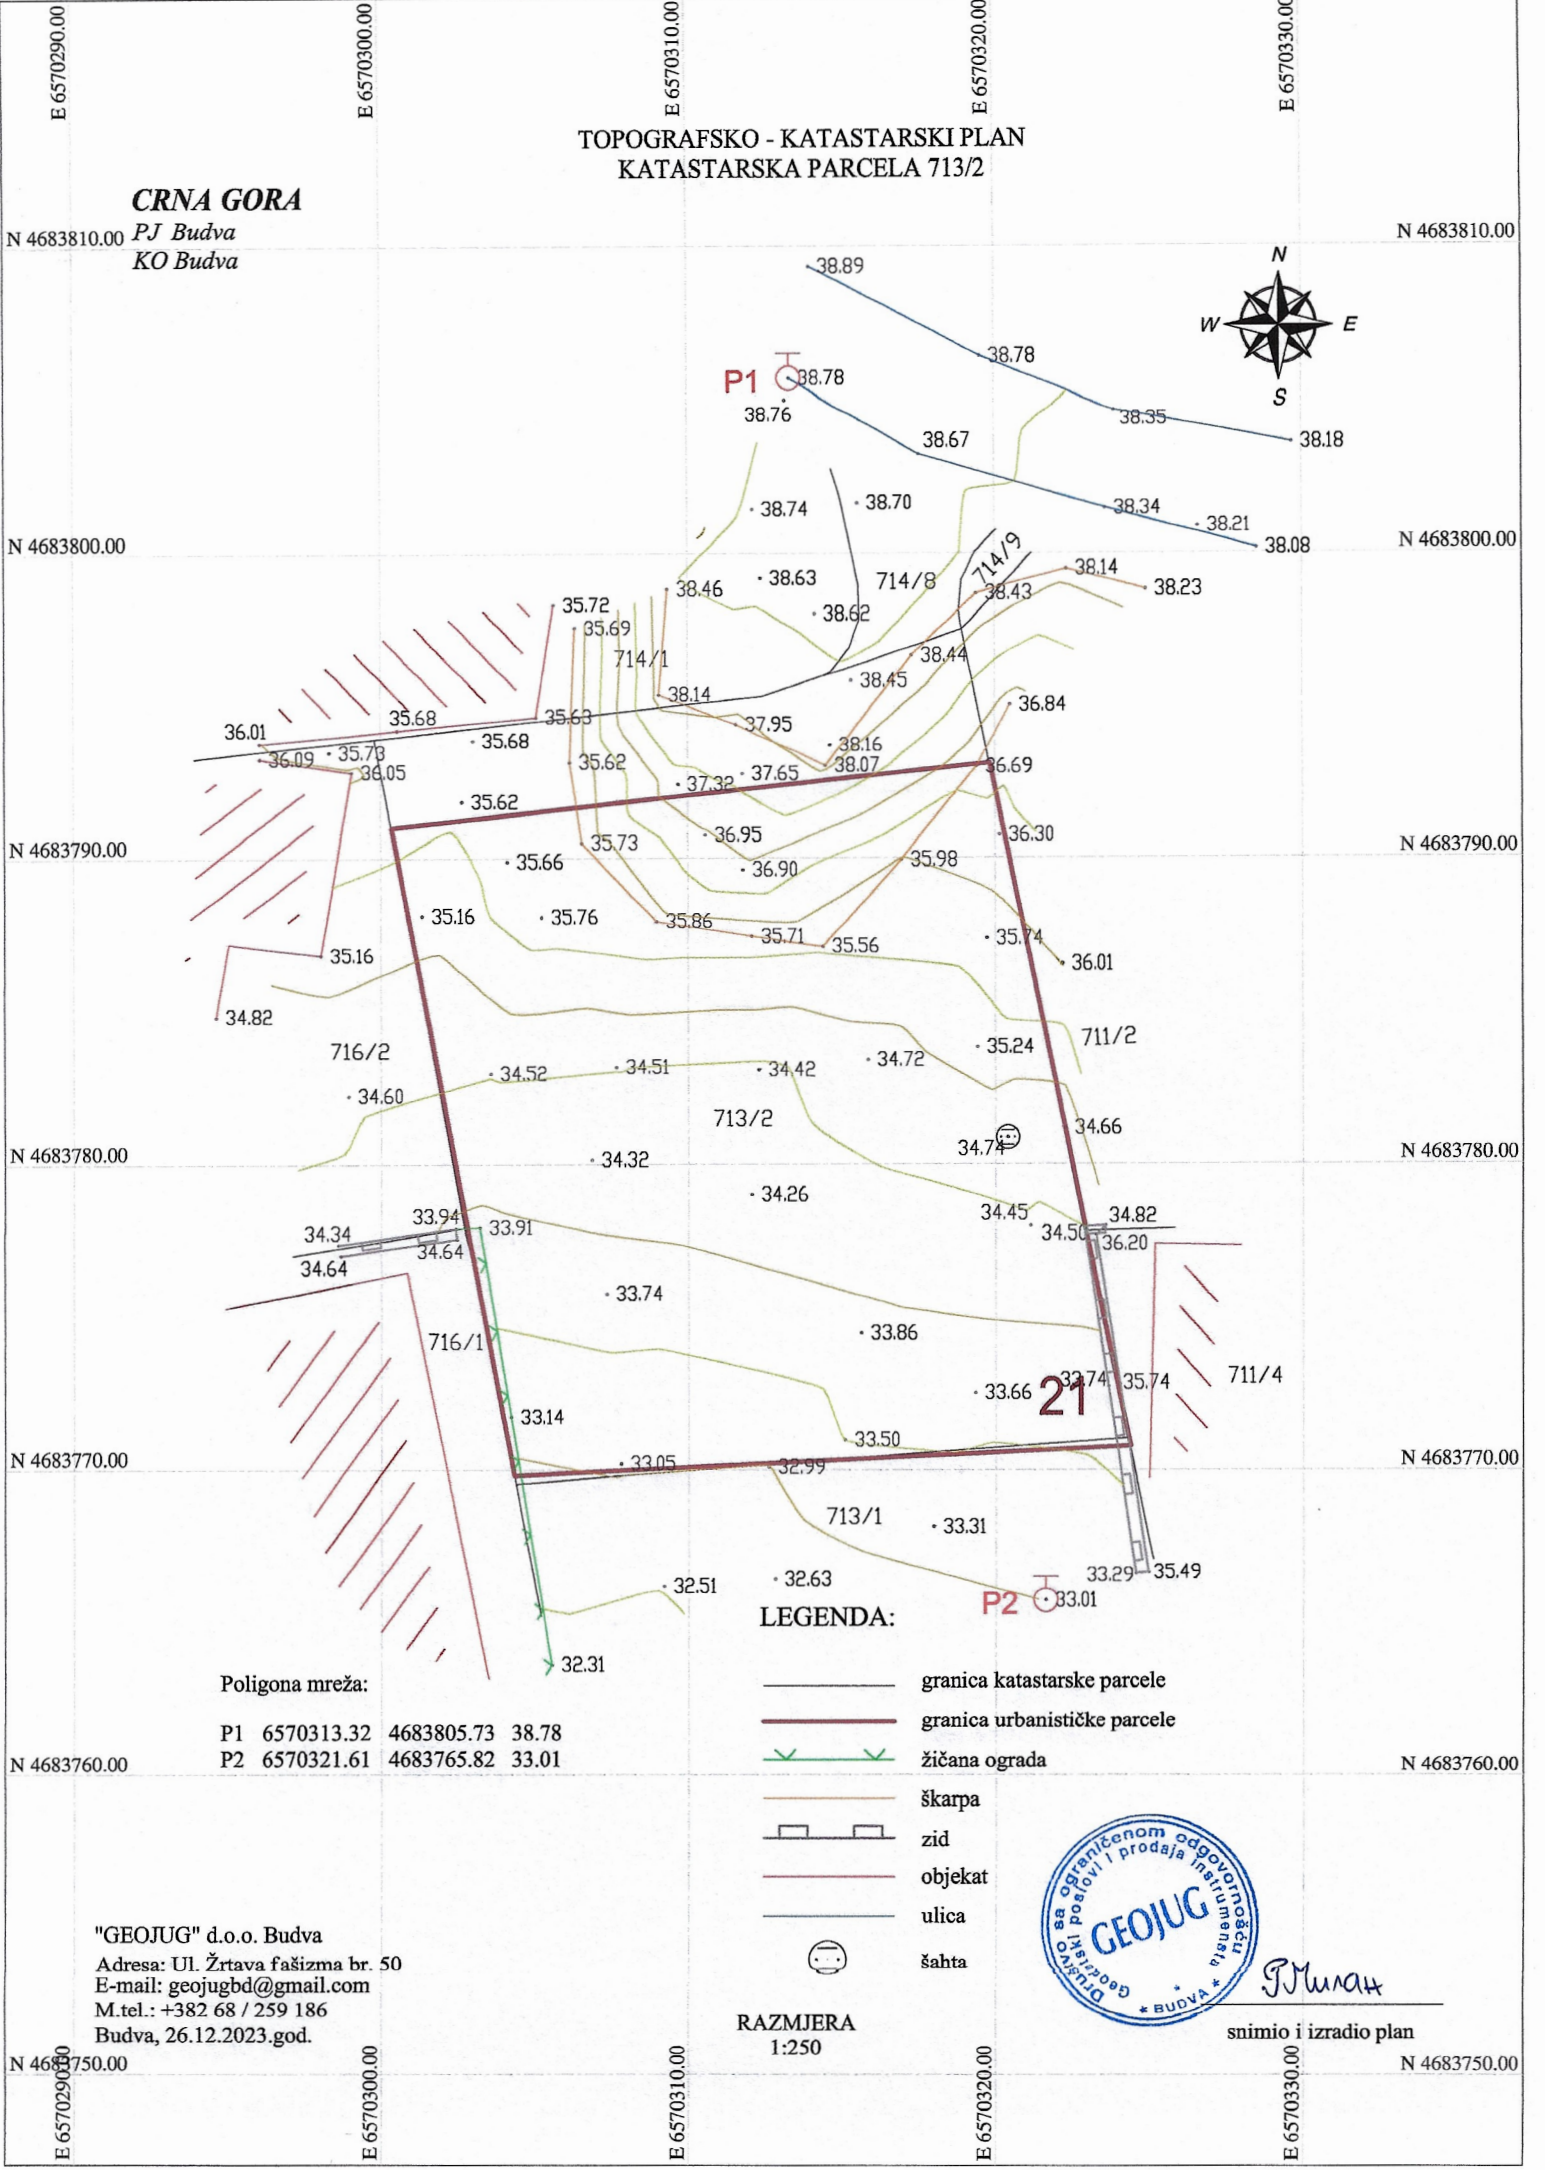 E 6570290.00
E 6570300.00
E 6570310.00
E 6570320.00
E 6570330.00
TOPOGRAFSKO - KATASTARSKI PLAN
KATASTARSKA PARCELA 713/2
CRNA GORA
PJ Budva
KO Budva
N 4683810.00
N 4683810.00
N
W
E
S
38.89
38.78
P1
38.78
38.76
38.35
38.18
38.67
38.74
38.70
38.34
38.21
38.08
N 4683800.00
N 4683800.00
714/9
38.63
714/8
38.14
38.23
38.46
38.43
35.72
38.62
35.69
714/1
38.44
38.45
38.14
36.84
35.68
35.63
37.95
36.01
35.68
38.16
35.73
36.09
36.05
35.62
37.65
38.07
36.69
37.32
35.62
36.95
36.30
35.73
N 4683790.00
N 4683790.00
35.66
36.90
35.98
35.16
35.76
35.86
35.71
35.56
35.74
35.16
36.01
34.82
716/2
711/2
35.24
34.52
34.51
34.42
34.72
34.60
713/2
34.66
34.74
N 4683780.00
N 4683780.00
34.32
34.26
34.34
33.94
33.91
34.45
34.82
34.50
36.20
34.64
34.64
33.74
33.86
716/1
711/4
33.66
33.74
35.74
21
33.14
33.50
N 4683770.00
N 4683770.00
33.05
32.99
713/1
33.31
33.29
35.49
32.51
32.63
P2
33.01
LEGENDA:
32.31
Poligona mreža:
P1 6570313.32 4683805.73 38.78
P2 6570321.61 4683765.82 33.01
granica katastarske parcele
granica urbanističke parcele
žičana ograda
škarpa
zid
objekat
ulica
šahta
N 4683760.00
N 4683760.00
Društvo sa ograničenom odgovornošću
Geodetski poslovi i prodaja instrumenata
GEOJUG
* BUDVA *
"GEOJUG" d.o.o. Budva
Adresa: Ul. Žrtava fašizma br. 50
E-mail: geojugbd@gmail.com
M.tel.: +382 68 / 259 186
Budva, 26.12.2023.god.
RAZMJERA
1:250
snimio i izradio plan
N 4683750.00
N 4683750.00
E 6570290.00
E 6570300.00
E 6570310.00
E 6570320.00
E 6570330.00